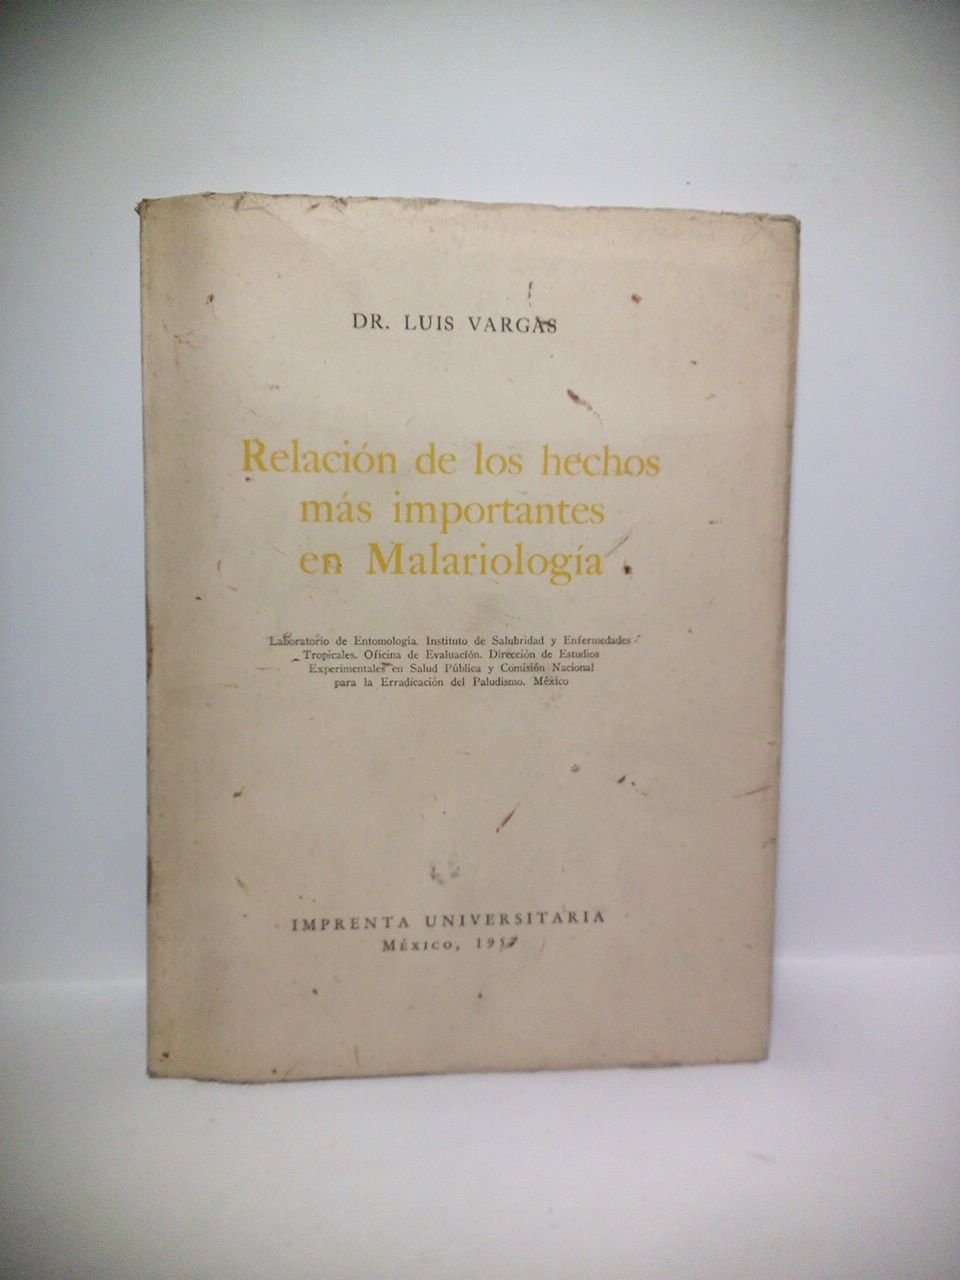 DR. LUIS VARGAS
Relación de los hechos
más importantes
en Malariología
Laboratorio de Entomología. Instituto de Salubridad y Enfermedades
Tropicales. Oficina de Evaluación. Dirección de Estudios
Experimentales en Salud Pública y Comisión Nacional
para la Erradicación del Paludismo. México
IMPRENTA UNIVERSITARIA
MÉXICO, 1957